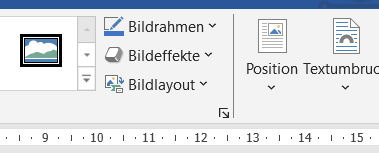 Bildrahmen
Bildeffekte
Bildlayout
Position Textumbruc
9 10 11 12 13 14 15